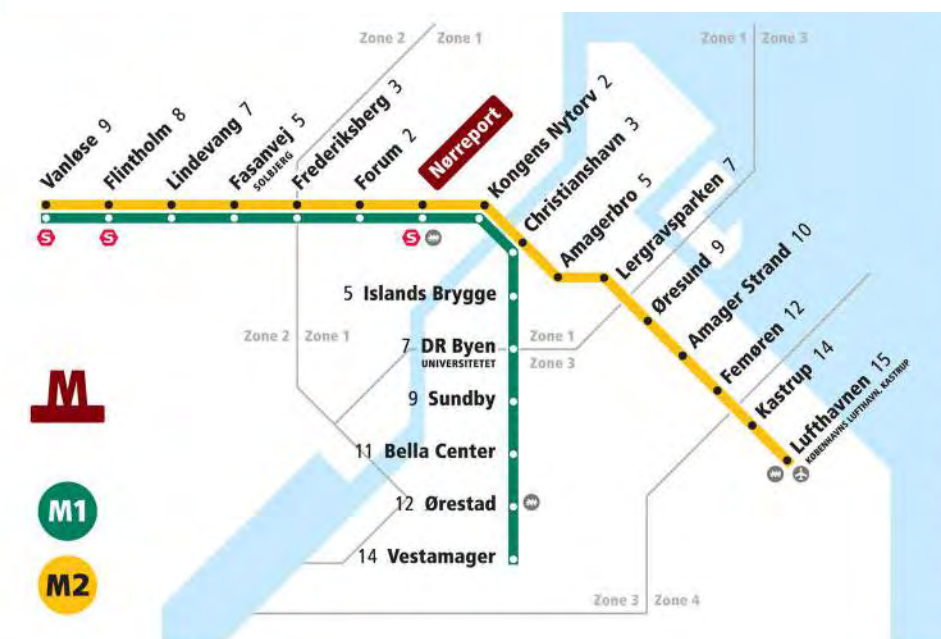 Zone 2 Zone 1
Zone 1 Zone 3
Vanløse 9
Flintholm 8
Lindevang 7
Fasanvej 5
SOLBJERG
Frederiksberg 3
Forum 2
Nørreport
Kongens Nytorv 2
Christianshavn 3
Amagerbro 5
Lergravsparken 7
Øresund 9
Amager Strand 10
Femøren 12
Kastrup 14
Lufthavnen 15
KØBENHAVNS LUFTHAVN, KASTRUP
S
S
S
5 Islands Brygge
Zone 2 Zone 1
Zone 1
7 DR Byen
UNIVERSITETET
Zone 3
9 Sundby
11 Bella Center
12 Ørestad
14 Vestamager
M
M1
M2
Zone 3 Zone 4